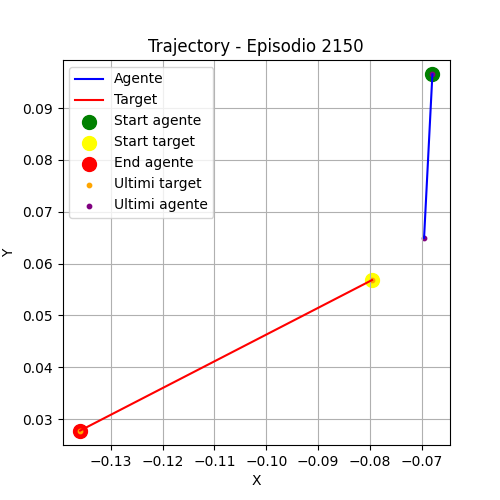 Trajectory - Episodio 2150
Agente
Target
Start agente
Start target
End agente
Ultimi target
Ultimi agente
Y
0.09
0.08
0.07
0.06
0.05
0.04
0.03
−0.13 −0.12 −0.11 −0.10 −0.09 −0.08 −0.07
X